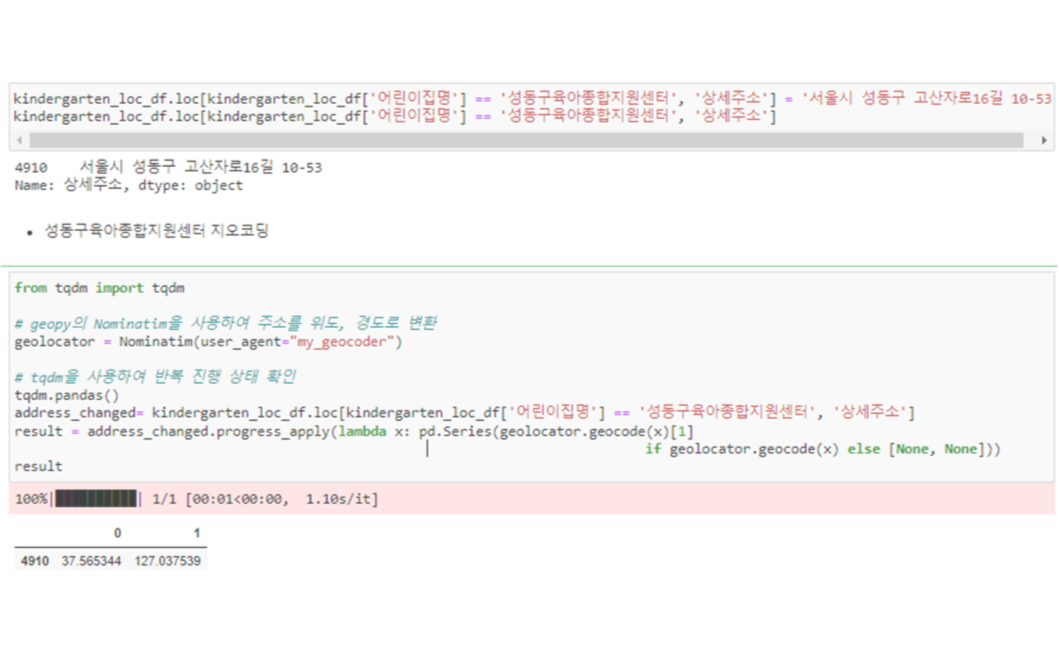 kindergarten_loc_df.loc[kindergarten_loc_df['어린이집명'] == '성동구육아종합지원센터', '상세주소'] = '서울시 성동구 고산자로16길 10-53
kindergarten_loc_df.loc[kindergarten_loc_df['어린이집명'] == '성동구육아종합지원센터', '상세주소']
4910 서울시 성동구 고산자로16길 10-53
Name: 상세주소, dtype: object
• 성동구육아종합지원센터 지오코딩
from tqdm import tqdm
# geopy의 Nominatim을 사용하여 주소를 위도, 경도로 변환
geolocator = Nominatim(user_agent="my_geocoder")
# tqdm을 사용하여 반복 진행 상태 확인
tqdm.pandas()
address_changed= kindergarten_loc_df.loc[kindergarten_loc_df['어린이집명'] == '성동구육아종합지원센터', '상세주소']
result = address_changed.progress_apply(lambda x: pd.Series(geolocator.geocode(x)[1]
if geolocator.geocode(x) else [None, None]))
result
100%|██████████| 1/1 [00:01<00:00, 1.10s/it]
0 1
4910 37.565344 127.037539